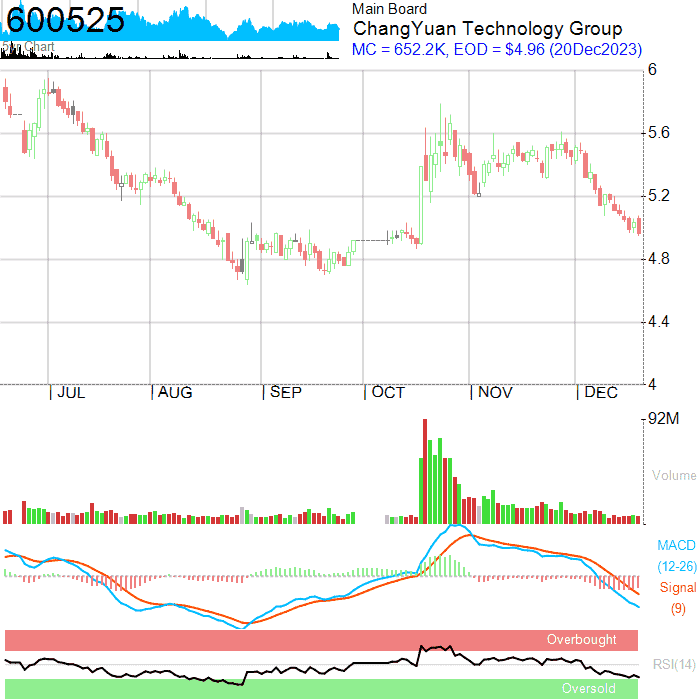 600525
5yr Chart
Main Board
ChangYuan Technology Group
MC = 652.2K, EOD = $4.96 (20Dec2023)
6
5.6
5.2
4.8
4.4
4
JUL
AUG
SEP
OCT
NOV
DEC
92M
Volume
MACD
(12-26)
Signal
(9)
Overbought
RSI(14)
Oversold